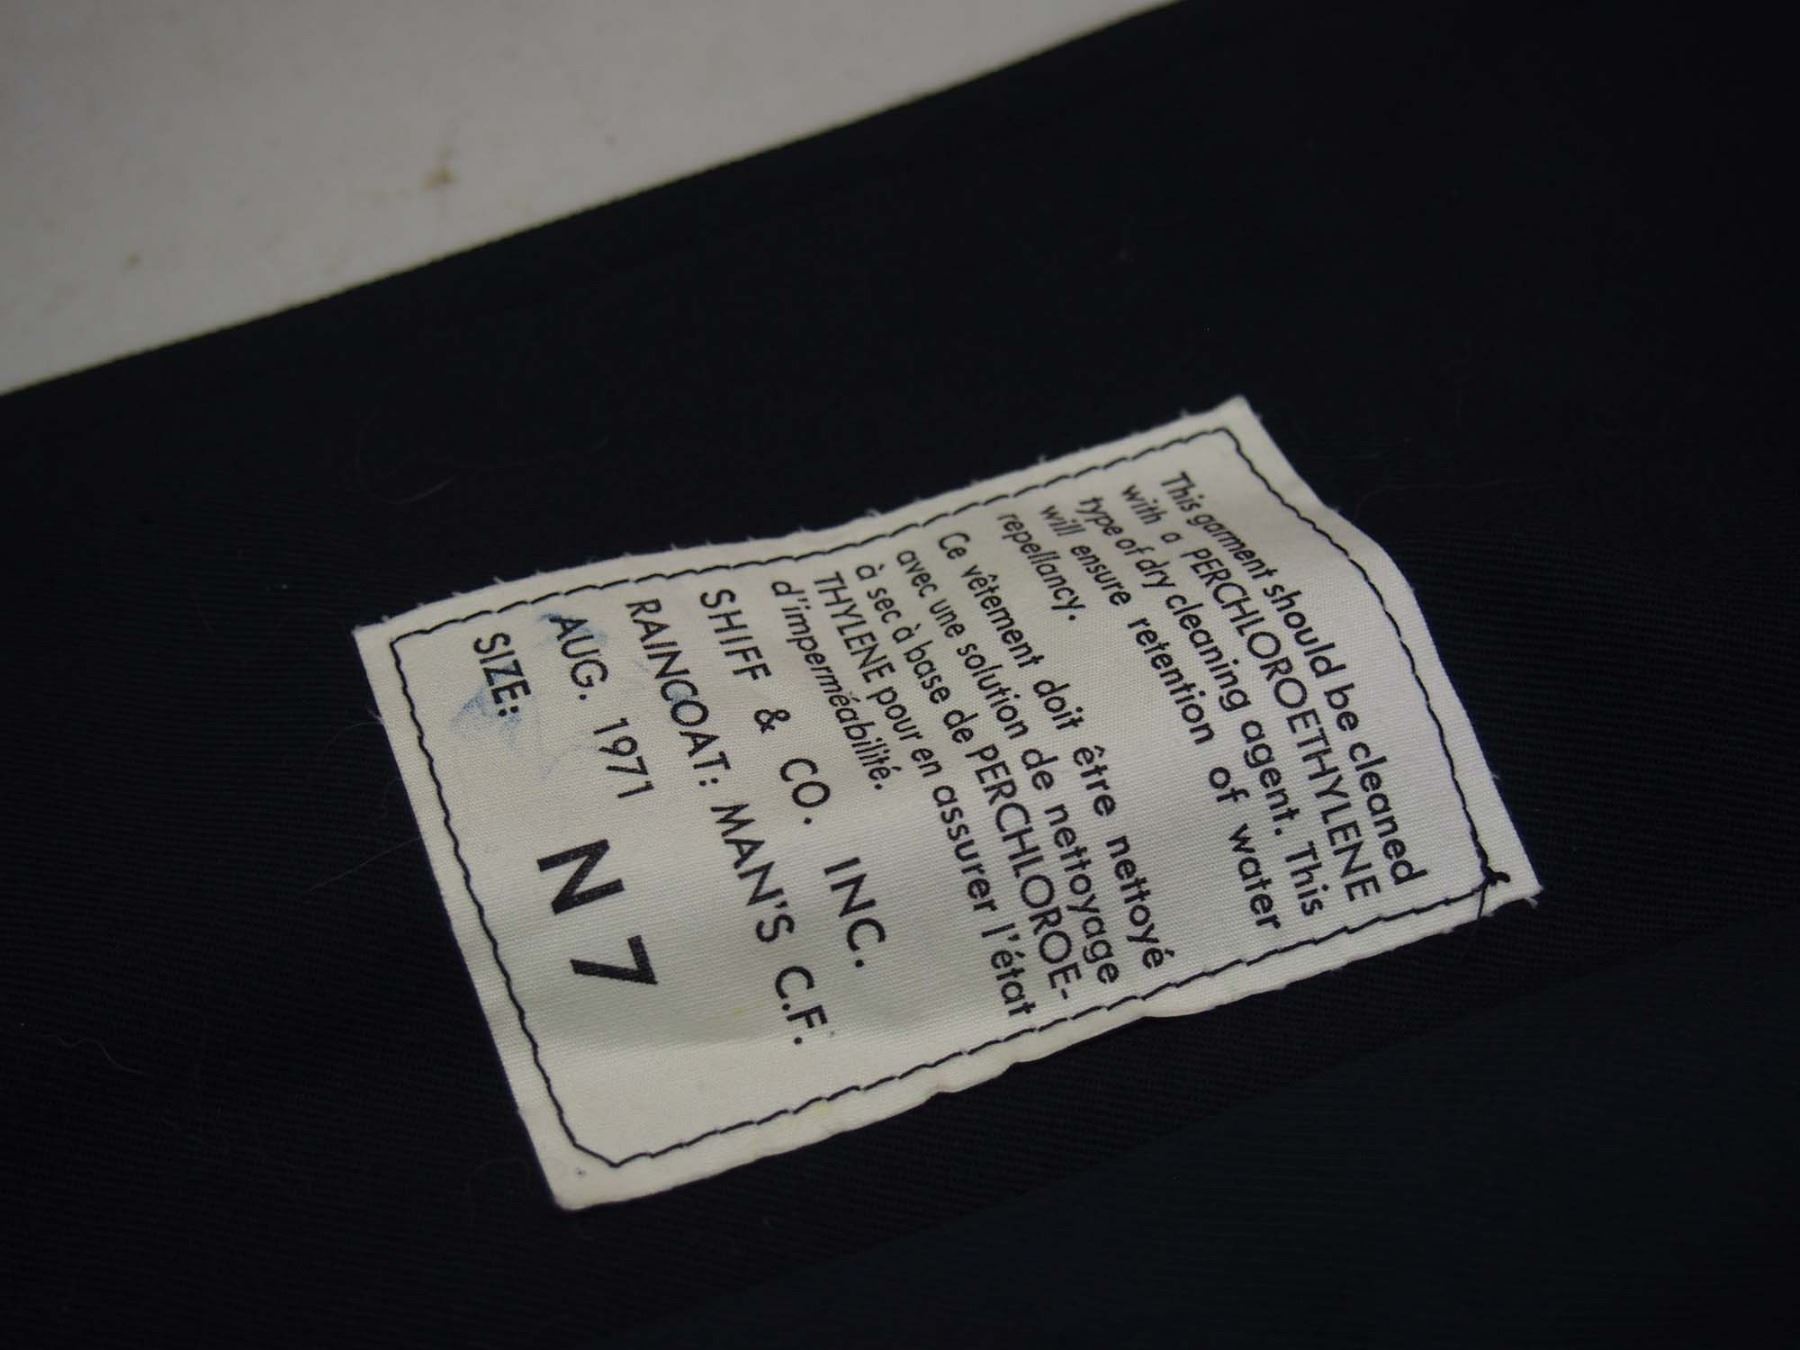 This garment should be cleaned
with a PERCHLOROETHYLENE
type of dry cleaning agent. This
will ensure retention of water
repellancy.
Ce vêtement doit être nettoyé
avec une solution de nettoyage
à sec à base de PERCHLOROE-
THYLENE pour en assurer l'état
d'imperméabilité.
SHIFF & CO. INC.
RAINCOAT: MAN'S C.F.
AUG. 1971
SIZE: N 7